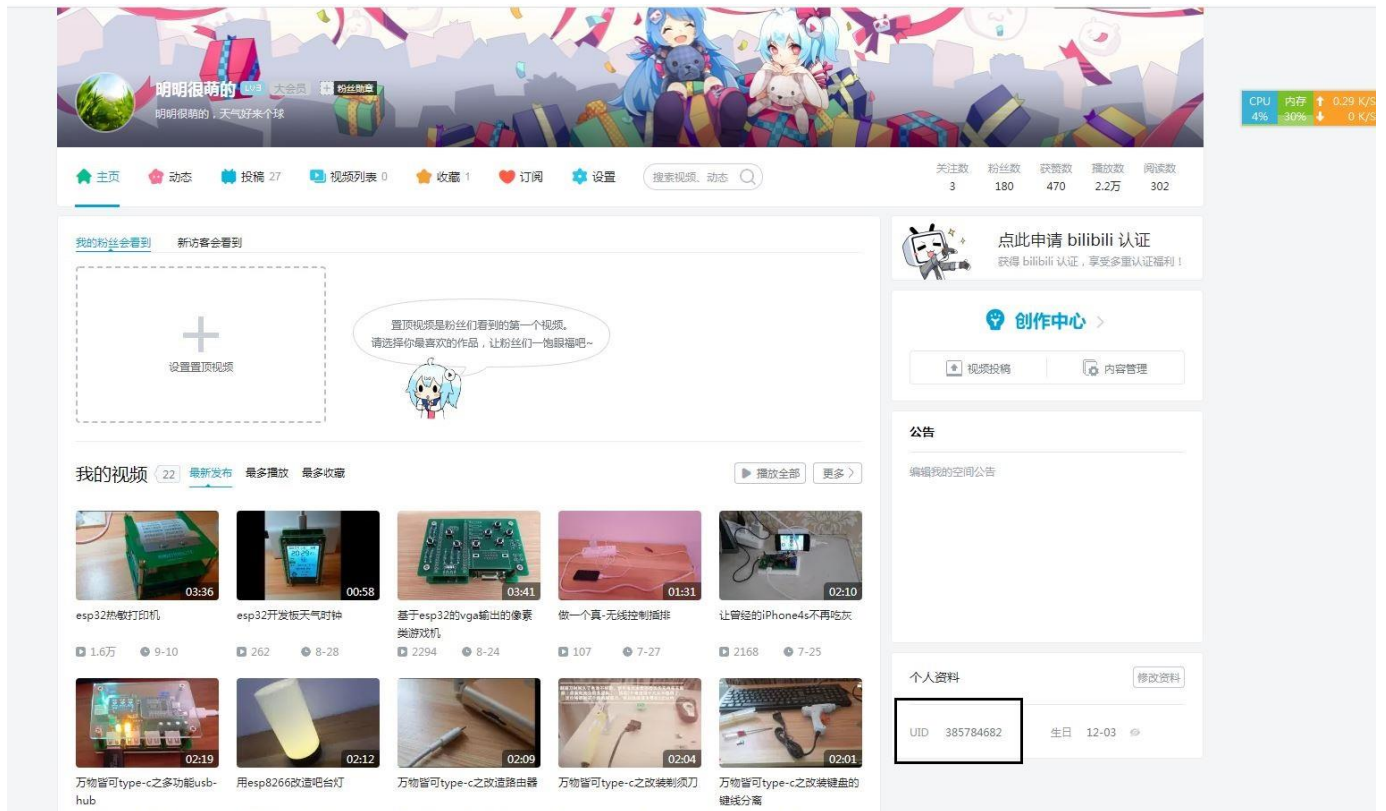 明明很萌的 LV3 大会员 粉丝勋章
明明很萌的，天气好来个球
CPU 内存 0.29 K/S
4% 30% 0 K/S
主页 动态 投稿 27 视频列表 0 收藏 1 订阅 设置 搜索视频、动态
关注数 粉丝数 获赞数 播放数 阅读数
3 180 470 2.2万 302
我的粉丝会看到 新访客会看到
设置置顶视频
置顶视频是粉丝们看到的第一个视频。
请选择你最喜欢的作品，让粉丝们一饱眼福吧~
点此申请 bilibili 认证
获得 bilibili 认证，享受多重认证福利！
创作中心
视频投稿 内容管理
公告
编辑我的空间公告
我的视频 22 最新发布 最多播放 最多收藏 播放全部 更多
03:36 00:58 03:41 01:31 02:10
esp32热敏打印机 esp32开发板天气时钟 基于esp32的vga输出的像素 做一个真-无线控制插排 让曾经的iPhone4s不再吃灰
类游戏机
1.6万 9-10 262 8-28 2294 8-24 107 7-27 2168 7-25
02:19 02:12 02:09 02:04 02:01
万物皆可type-c之多功能usb- 用esp8266改造吧台灯 万物皆可type-c之改造路由器 万物皆可type-c之改装剃须刀 万物皆可type-c之改装键盘的
hub 键线分离
个人资料 修改资料
UID 385784682 生日 12-03